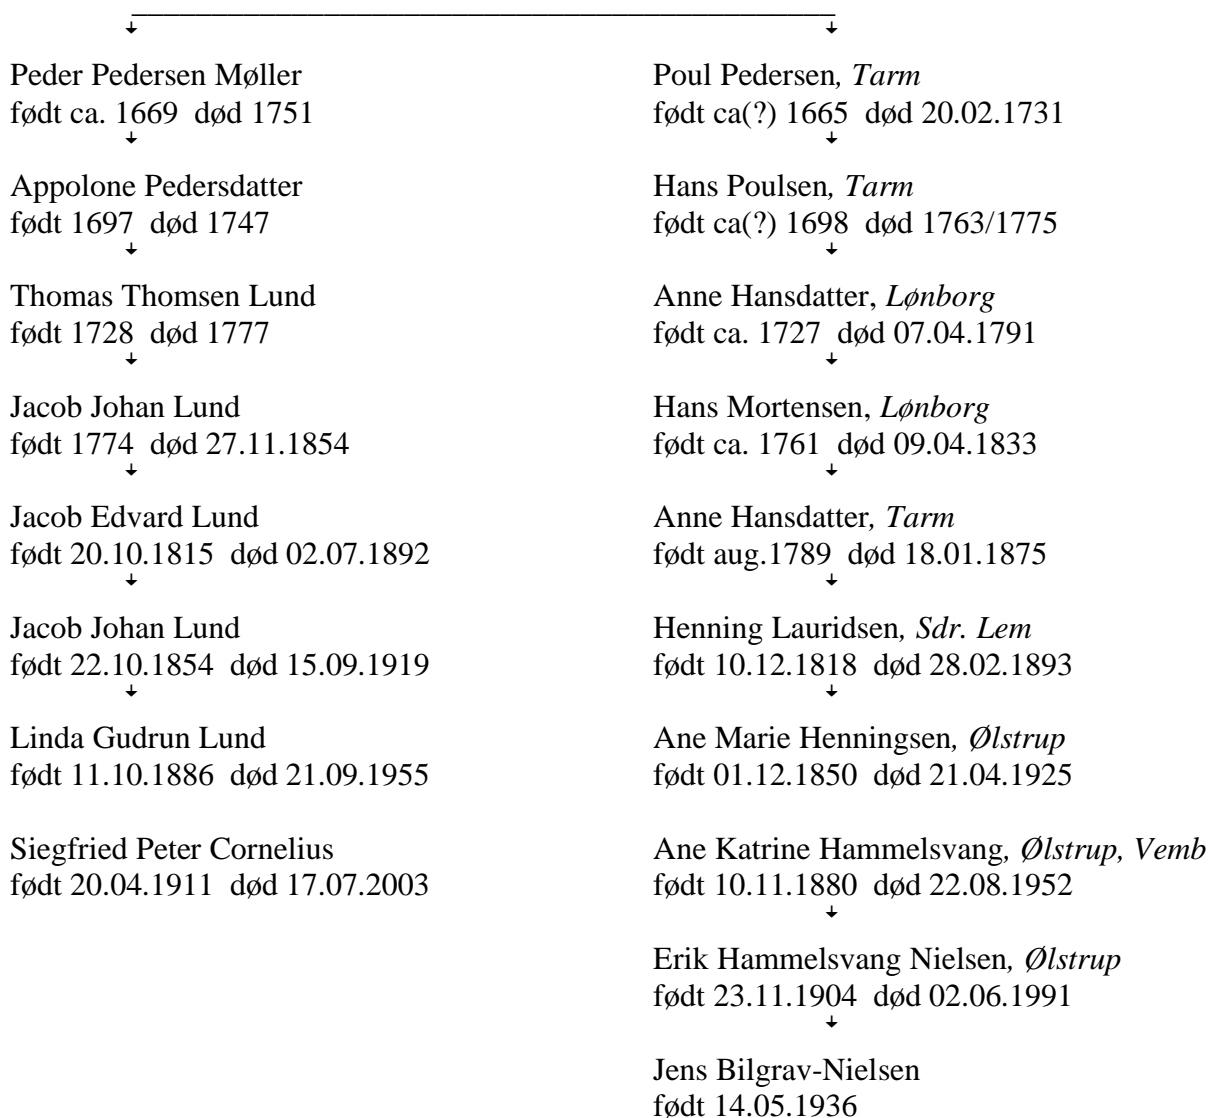 Peder Pedersen Møller
født ca. 1669  død 1751
Appolone Pedersdatter
født 1697  død 1747
Thomas Thomsen Lund
født 1728  død 1777
Jacob Johan Lund
født 1774  død 27.11.1854
Jacob Edvard Lund
født 20.10.1815  død 02.07.1892
Jacob Johan Lund
født 22.10.1854  død 15.09.1919
Linda Gudrun Lund
født 11.10.1886  død 21.09.1955
Siegfried Peter Cornelius
født 20.04.1911  død 17.07.2003
Poul Pedersen, Tarm
født ca(?) 1665  død 20.02.1731
Hans Poulsen, Tarm
født ca(?) 1698  død 1763/1775
Anne Hansdatter, Lønborg
født ca. 1727  død 07.04.1791
Hans Mortensen, Lønborg
født ca. 1761  død 09.04.1833
Anne Hansdatter, Tarm
født aug.1789  død 18.01.1875
Henning Lauridsen, Sdr. Lem
født 10.12.1818  død 28.02.1893
Ane Marie Henningsen, Ølstrup
født 01.12.1850  død 21.04.1925
Ane Katrine Hammelsvang, Ølstrup, Vemb
født 10.11.1880  død 22.08.1952
Erik Hammelsvang Nielsen, Ølstrup
født 23.11.1904  død 02.06.1991
Jens Bilgrav-Nielsen
født 14.05.1936